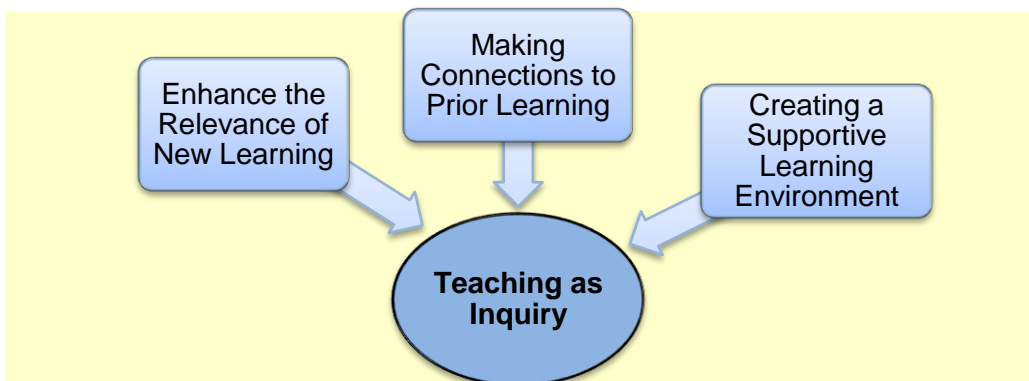 Enhance the
Relevance of
New Learning
Making
Connections to
Prior Learning
Creating a
Supportive
Learning
Environment
Teaching as
Inquiry